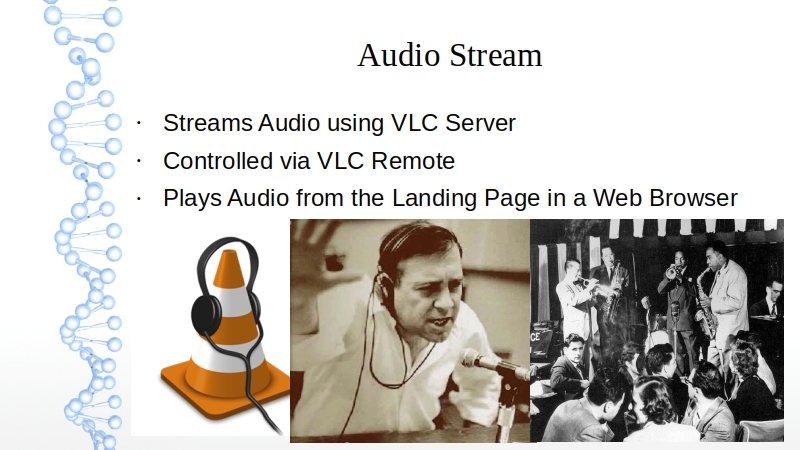 Audio Stream
· Streams Audio using VLC Server
· Controlled via VLC Remote
· Plays Audio from the Landing Page in a Web Browser
CE